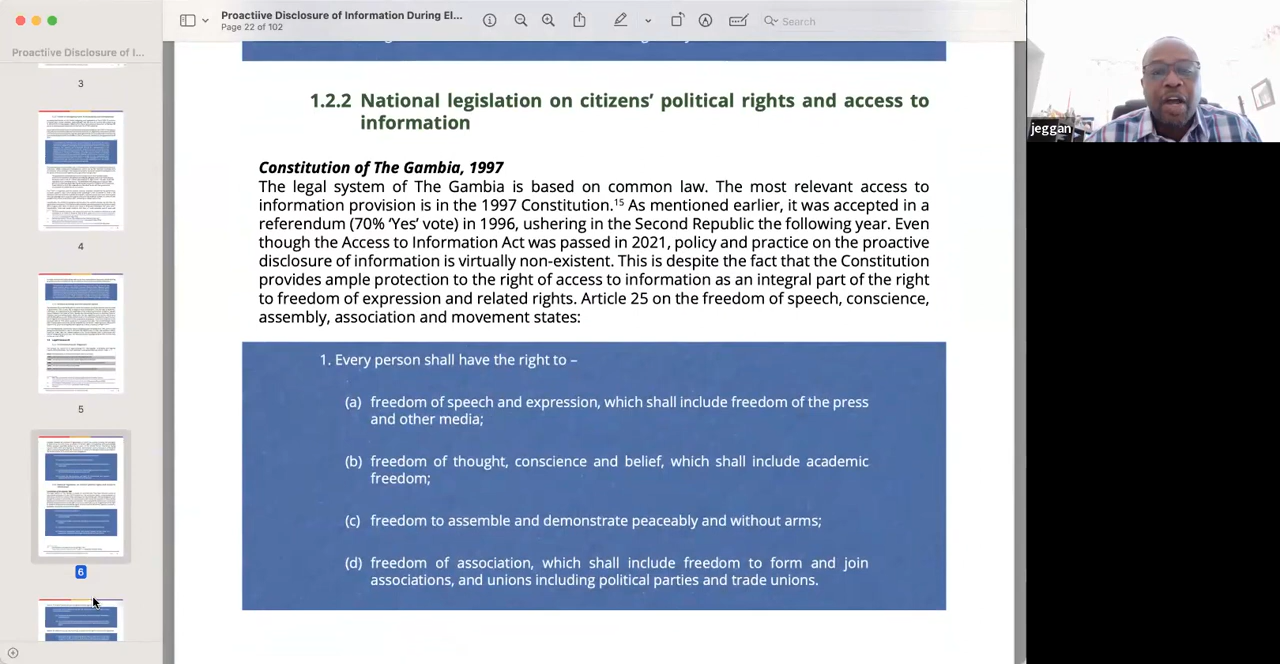 Proactiive Disclosure of Information During El...
Page 22 of 102
Search
Proactiive Disclosure of I...
3
4
5
6
jeggan
1.2.2 National legislation on citizens’ political rights and access to
information
Constitution of The Gambia, 1997
The legal system of The Gambia is based on common law. The most relevant access to
information provision is in the 1997 Constitution.15 As mentioned earlier, it was accepted in a
referendum (70% ‘Yes’ vote) in 1996, ushering in the Second Republic the following year. Even
though the Access to Information Act was passed in 2021, policy and practice on the proactive
disclosure of information is virtually non-existent. This is despite the fact that the Constitution
provides ample protection to the right of access to information as an integral part of the right
to freedom of expression and related rights. Article 25 on the freedom of speech, conscience,
assembly, association and movement states:
1. Every person shall have the right to –
(a) freedom of speech and expression, which shall include freedom of the press
and other media;
(b) freedom of thought, conscience and belief, which shall include academic
freedom;
(c) freedom to assemble and demonstrate peaceably and without arms;
(d) freedom of association, which shall include freedom to form and join
associations, and unions including political parties and trade unions.